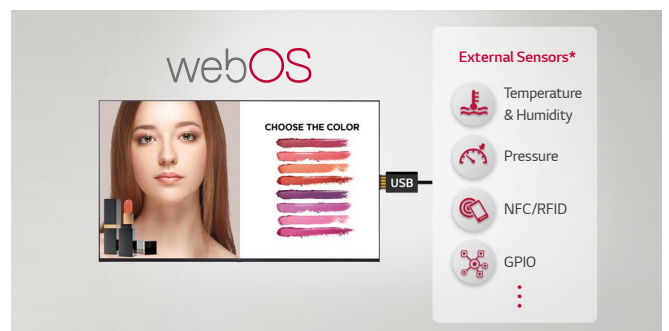 webOS
External Sensors*
Temperature
& Humidity
CHOOSE THE COLOR
Pressure
USB
NFC/RFID
GPIO